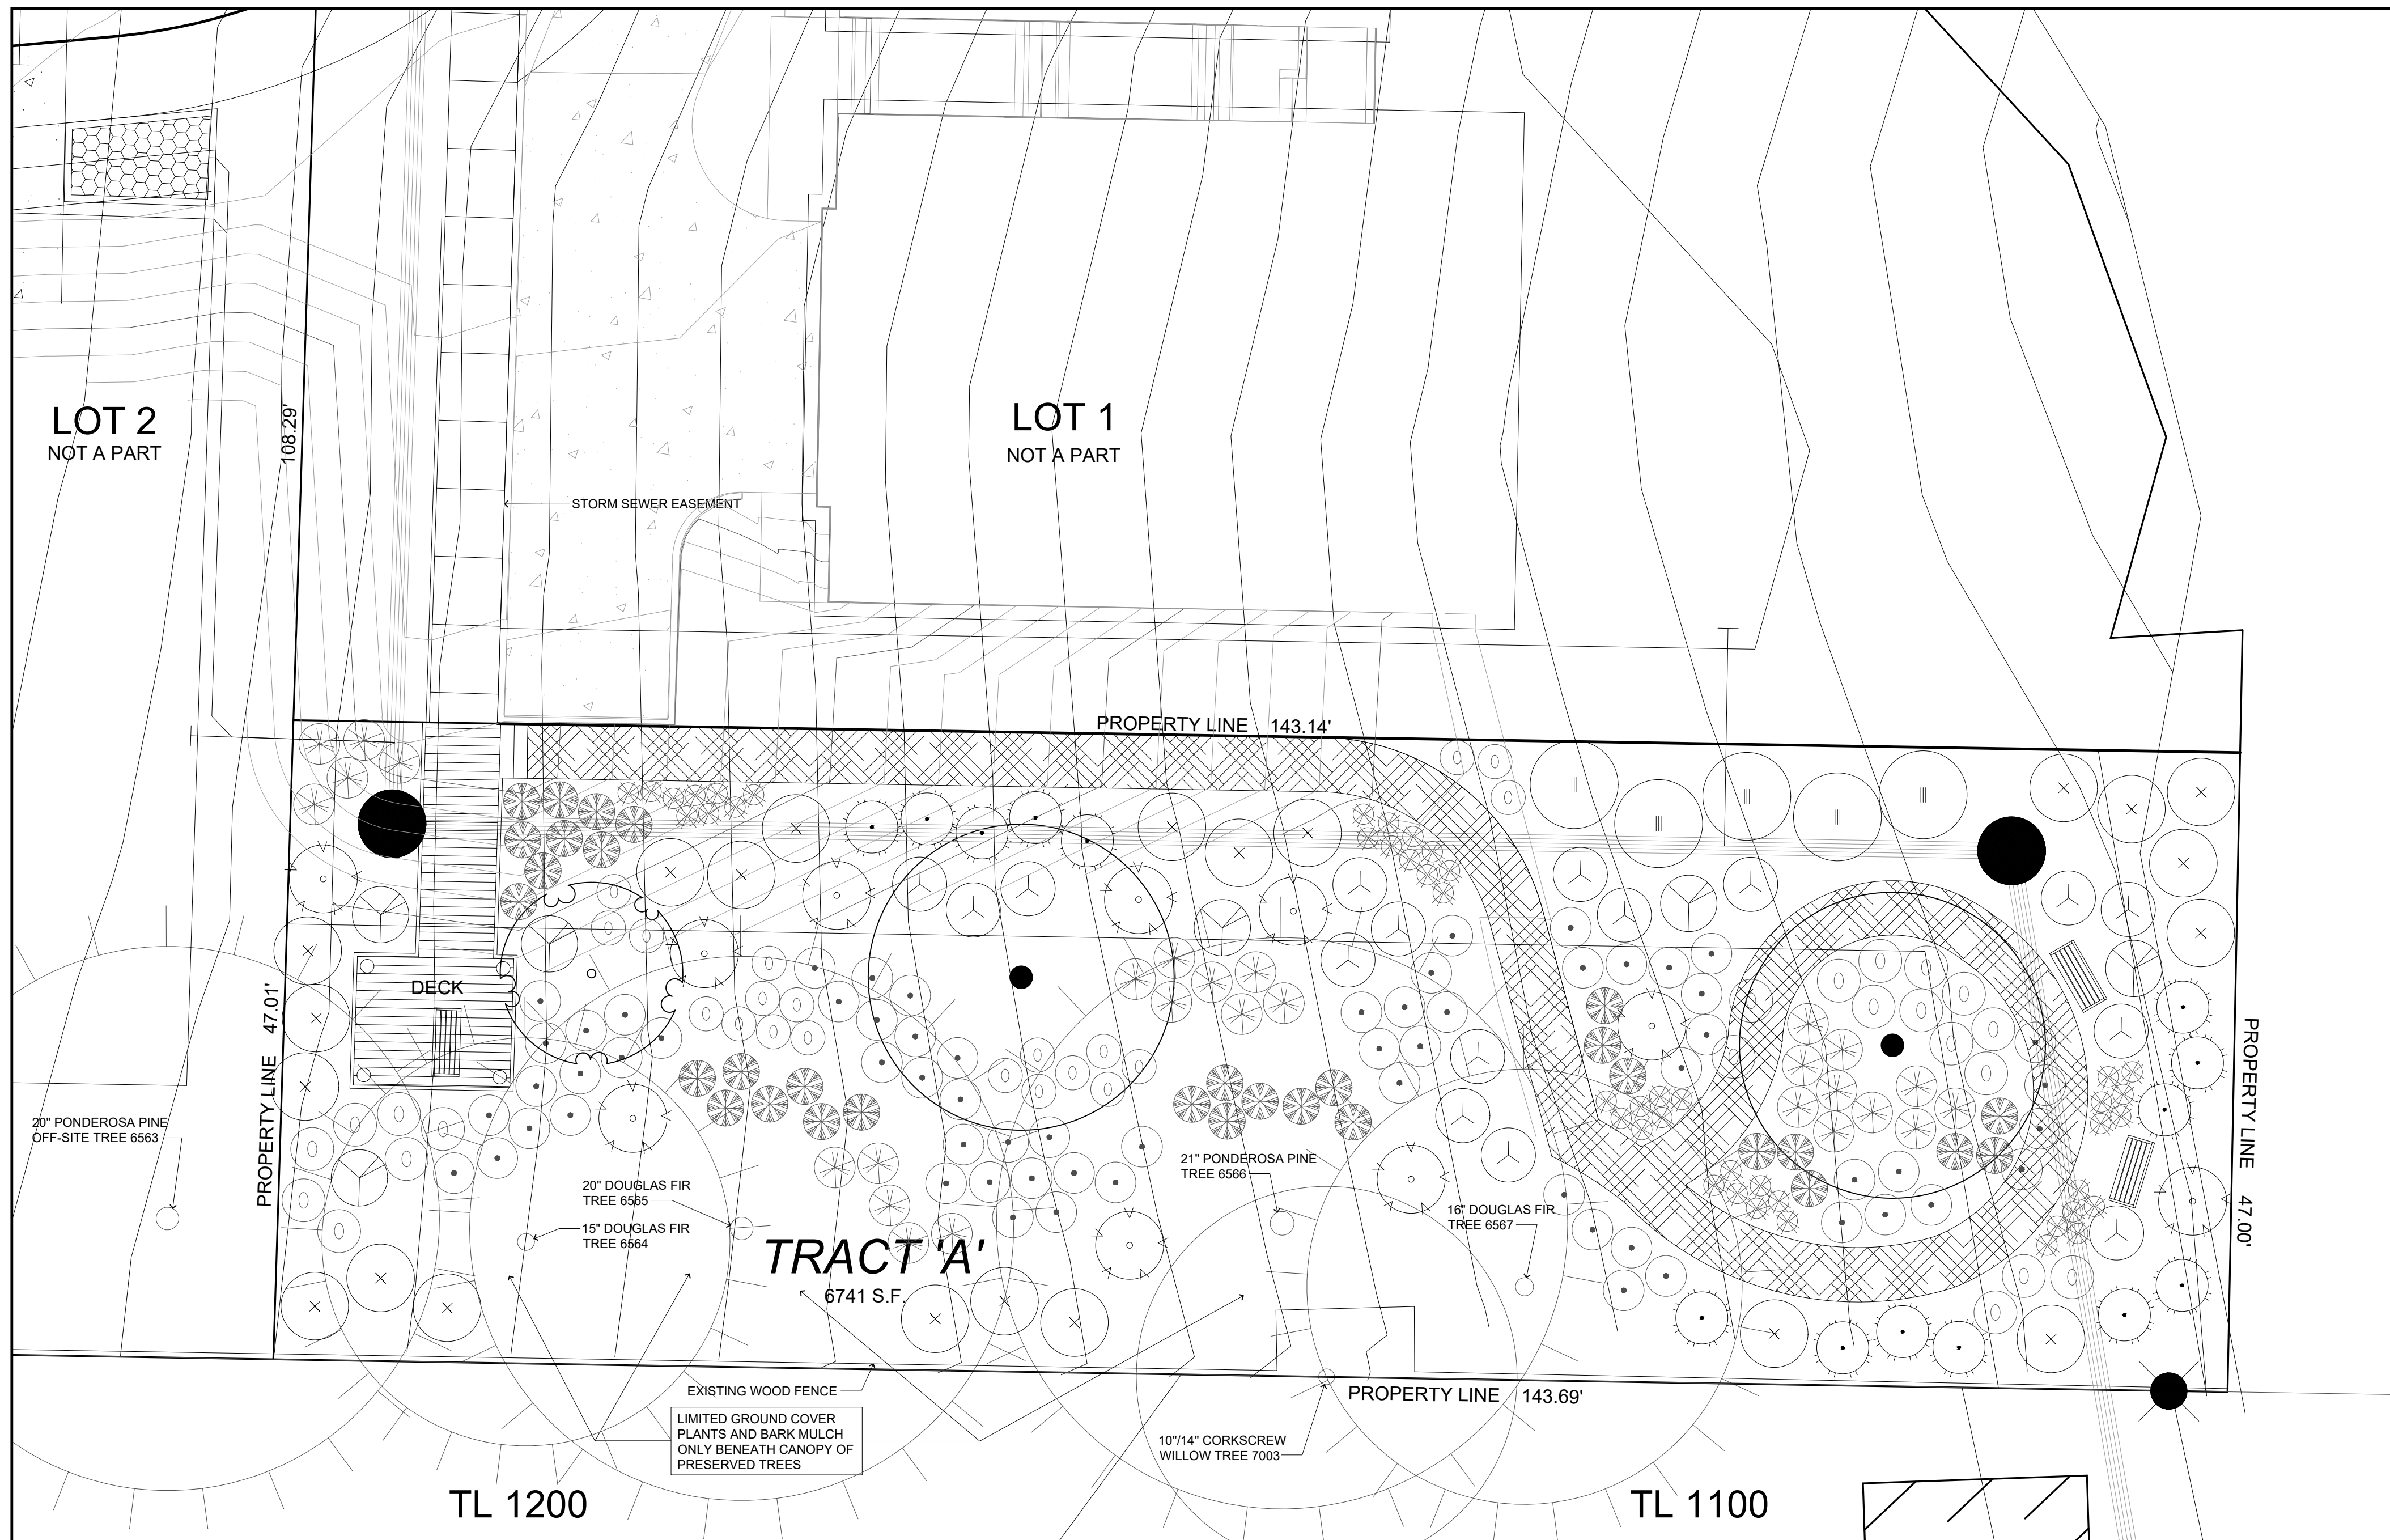 LOT 2
NOT A PART
108.29'
LOT 1
NOT A PART
STORM SEWER EASEMENT
PROPERTY LINE 143.14'
DECK
PROPERTY LINE 47.01'
PROPERTY LINE 47.00'
20" PONDEROSA PINE
OFF-SITE TREE 6563
20" DOUGLAS FIR
TREE 6565
15" DOUGLAS FIR
TREE 6564
21" PONDEROSA PINE
TREE 6566
16" DOUGLAS FIR
TREE 6567
TRACT 'A'
6741 S.F.
EXISTING WOOD FENCE
PROPERTY LINE 143.69'
LIMITED GROUND COVER
PLANTS AND BARK MULCH
ONLY BENEATH CANOPY OF
PRESERVED TREES
10"/14" CORKSCREW
WILLOW TREE 7003
TL 1200
TL 1100